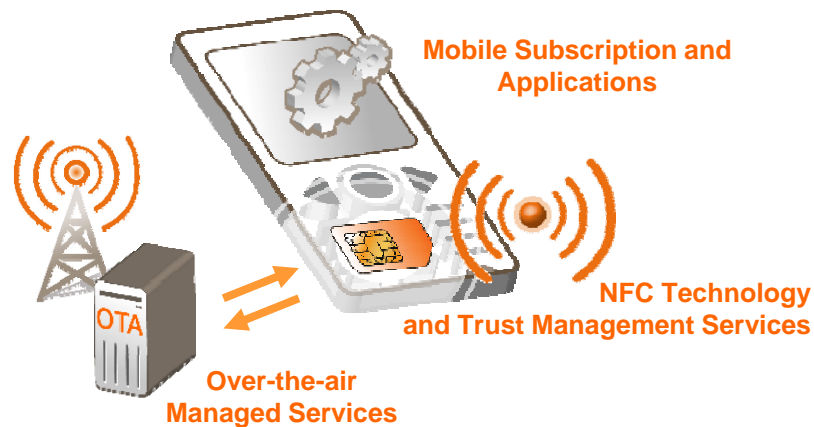 Mobile Subscription and
Applications
NFC Technology
and Trust Management Services
OTA
Over-the-air
Managed Services